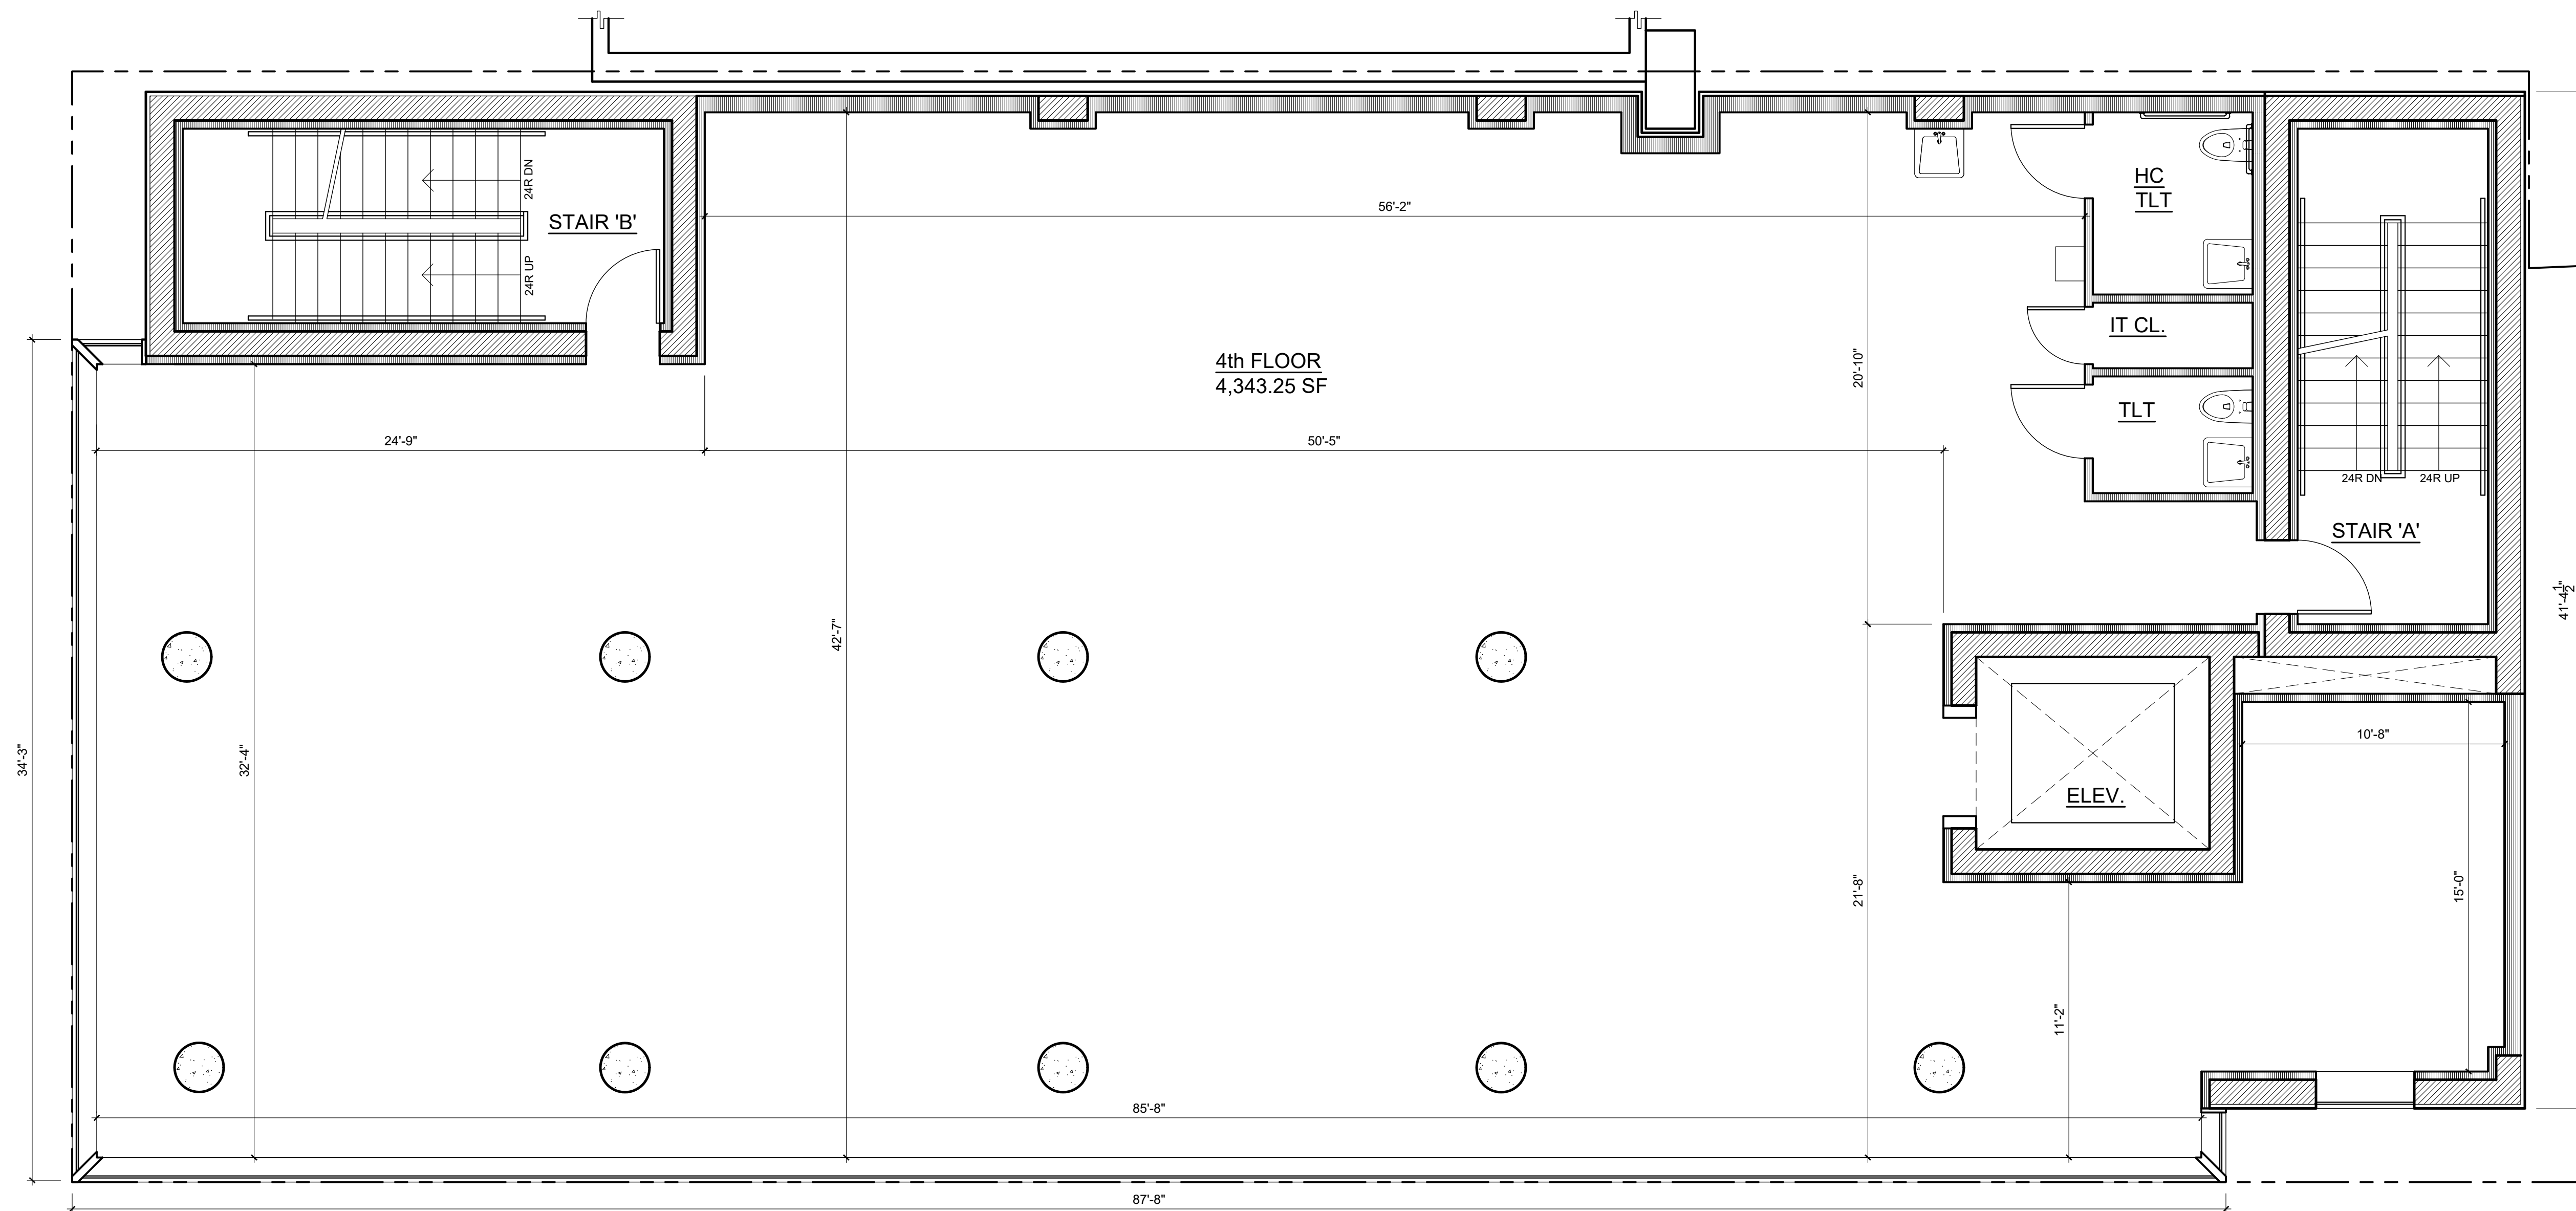 24R DN
STAIR 'B'
24R UP
56'-2"
HC
TLT
IT CL.
4th FLOOR
4,343.25 SF
20'-10"
TLT
24'-9"
50'-5"
24R DN
24R UP
STAIR 'A'
41'-4 1/2"
42'-7"
34'-3"
32'-4"
10'-8"
ELEV.
21'-8"
15'-0"
11'-2"
85'-8"
87'-8"